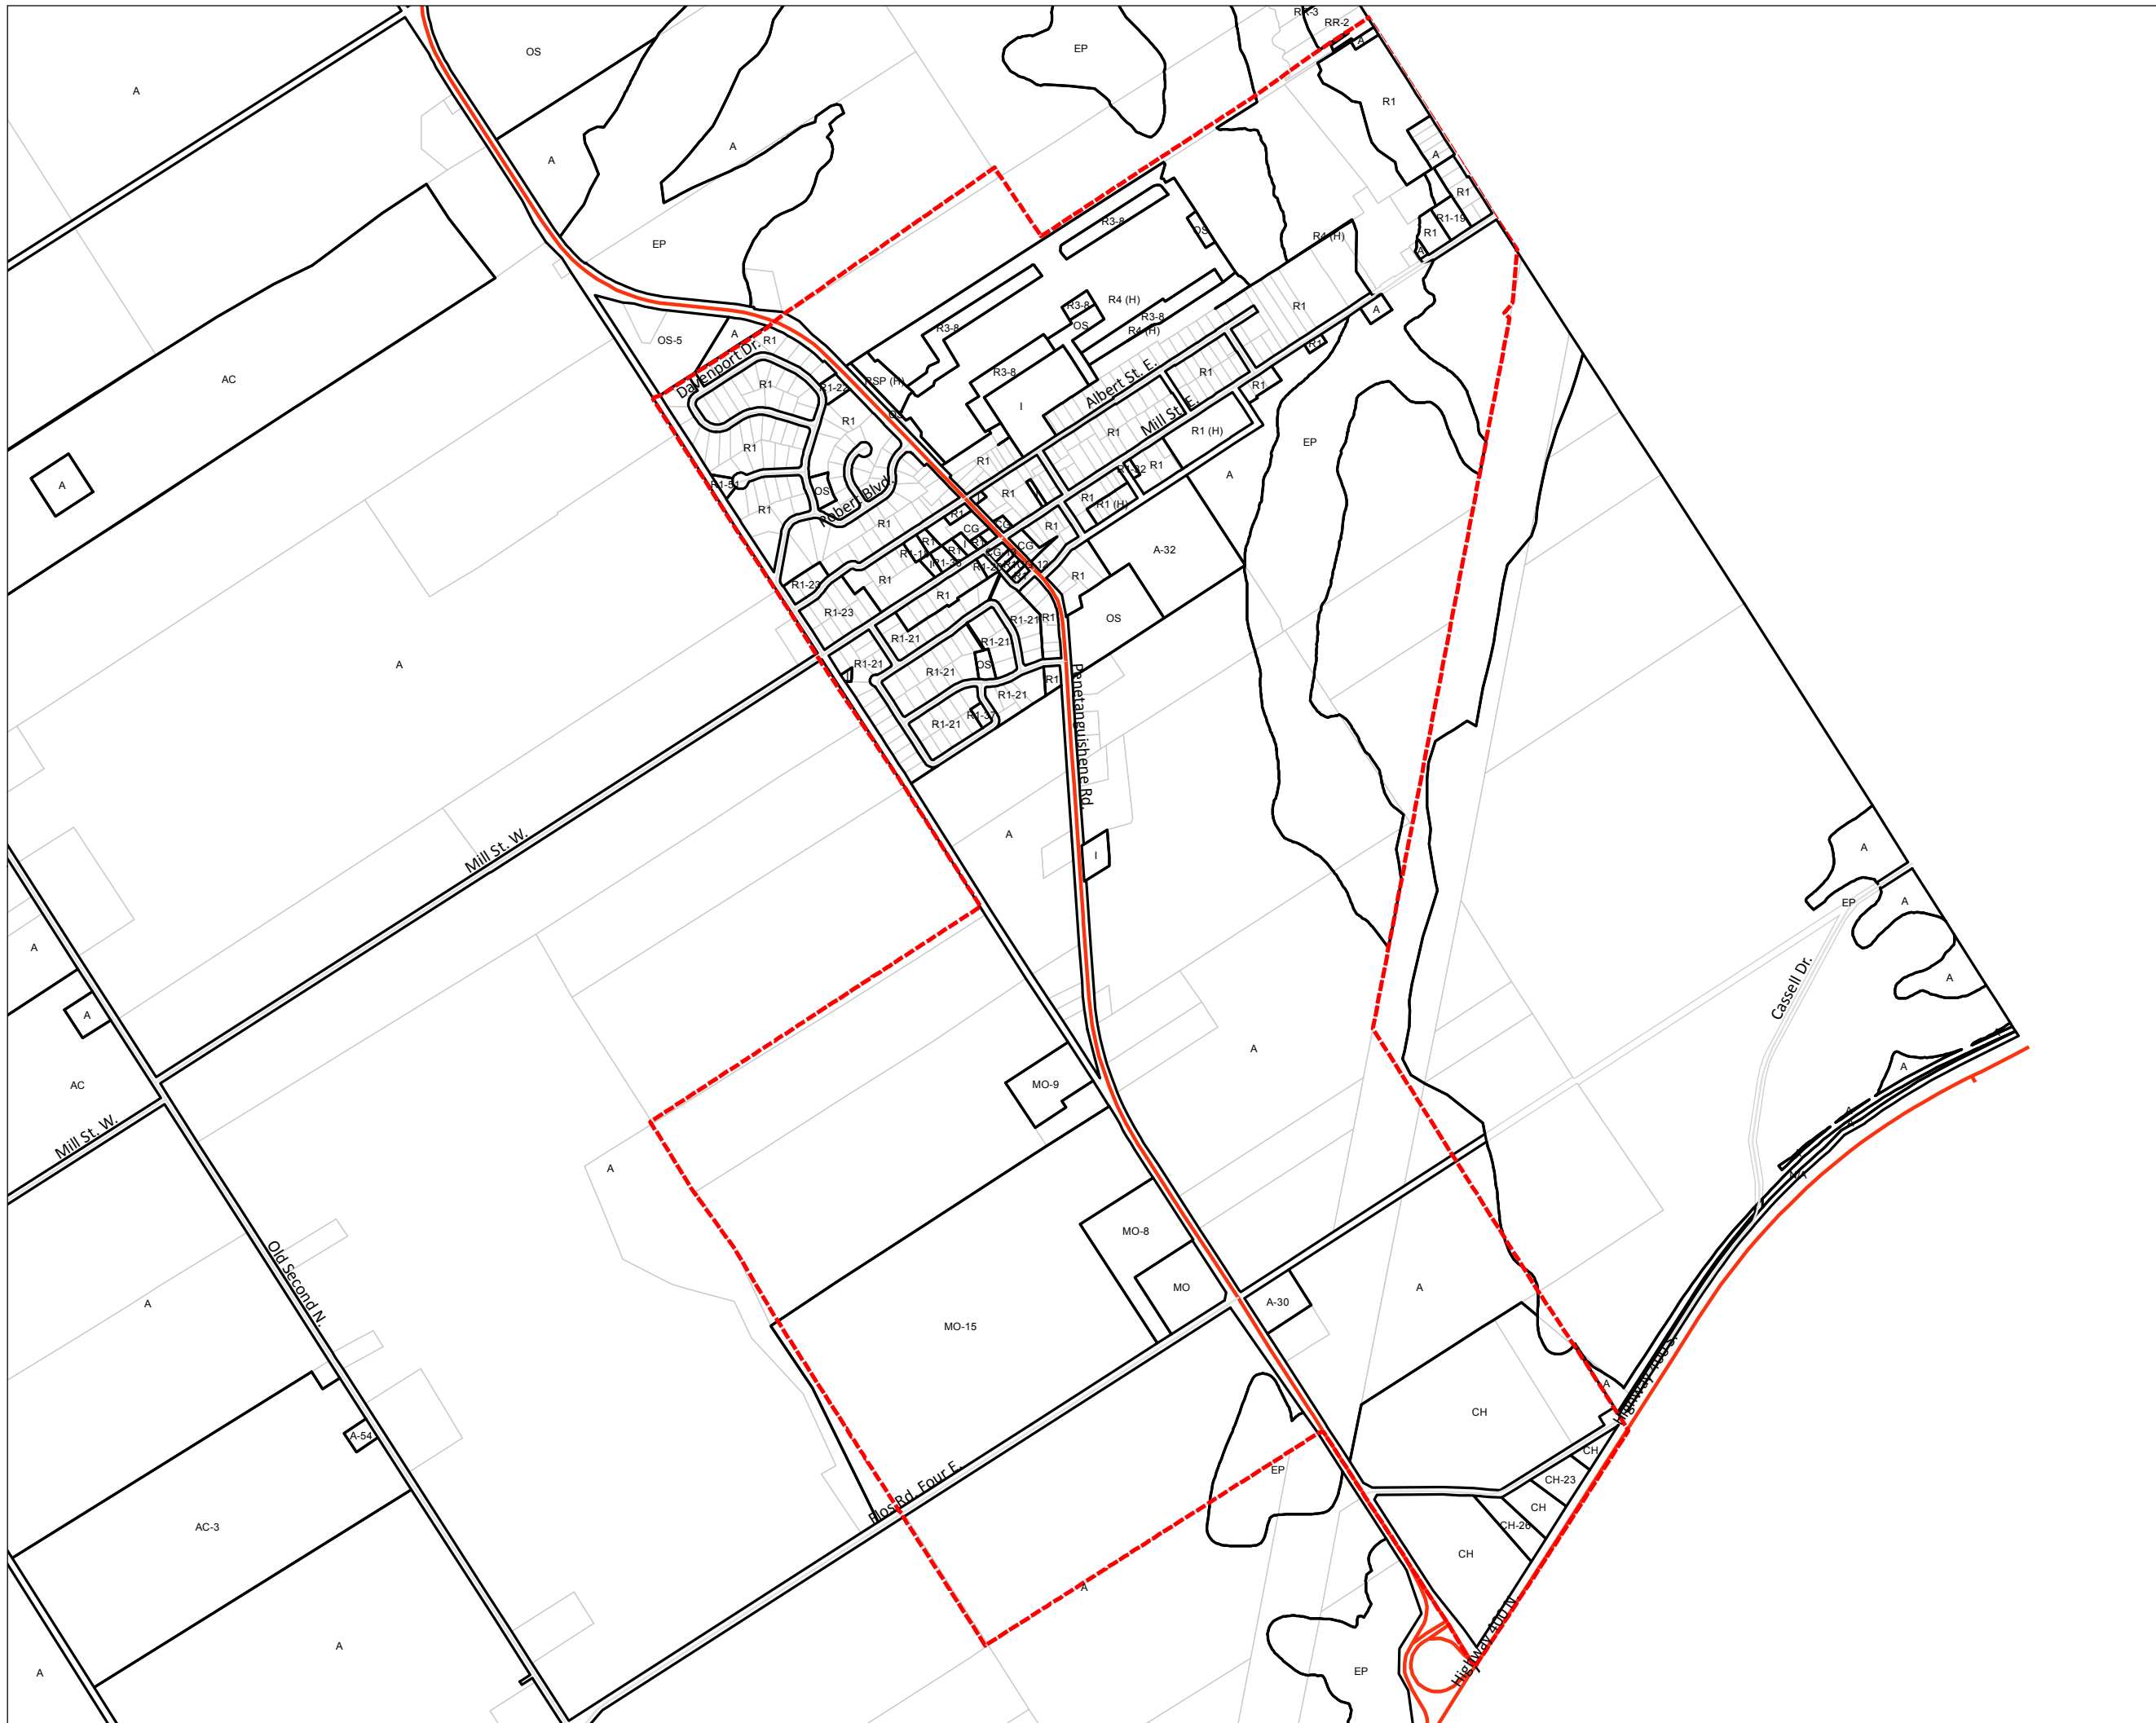 RR-3
RR-2
A
OS
EP
A
R1
A
A
A
A
R1
R3-8
R1-19
R1
OS
R4 (H)
EP
A
AC
R3-8
R4 (H)
R1
A
R3-8
OS
R3-8
R4 (H)
OS-5
A
R1
Davenport Dr.
R1
R1-22
RSP (H)
R3-8
I
Albert St. E.
R1
R1
Mill St. E.
R1
R1 (H)
EP
R1
OS
R1
R1
R1-32
R1
A
A
R1-51
R1
OS
Robert Blvd.
R1
R1
R1
R1 (H)
R1
CG
CG
R1
R1
R1
R1
CG
A-32
R1-23
R1
R1
R1-23
R1
R1-21
R1
OS
R1-21
R1-21
R1-21
R1-21
OS
R1
R1-21
R1-21
R1-37
A
Penetanguishene Rd.
A
I
Mill St. W.
A
EP
A
A
A
Cassell Dr.
A
A
AC
MO-9
A
A
Mill St. W.
A
MO-8
MO
A-30
A
MO-15
Old Second N.
A
A-54
Highway 400 S.
A
CH
CH
CH-23
CH
CH-26
CH
Flos Rd. Four E.
EP
AC-3
A
A
A
EP
Highway 400 N.